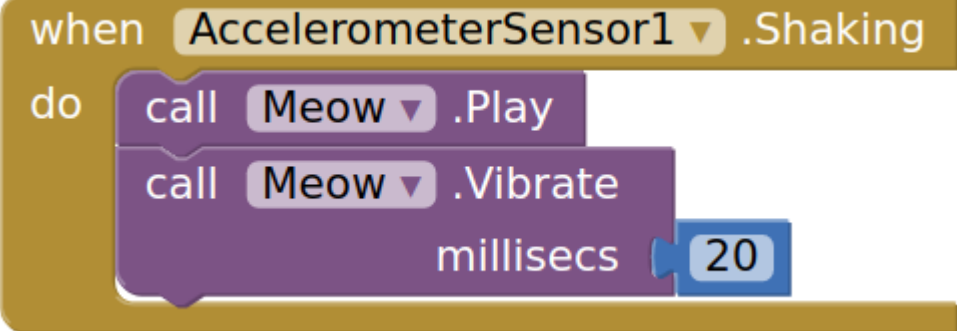 when AccelerometerSensor1 .Shaking
do call Meow .Play
call Meow .Vibrate
millisecs 20